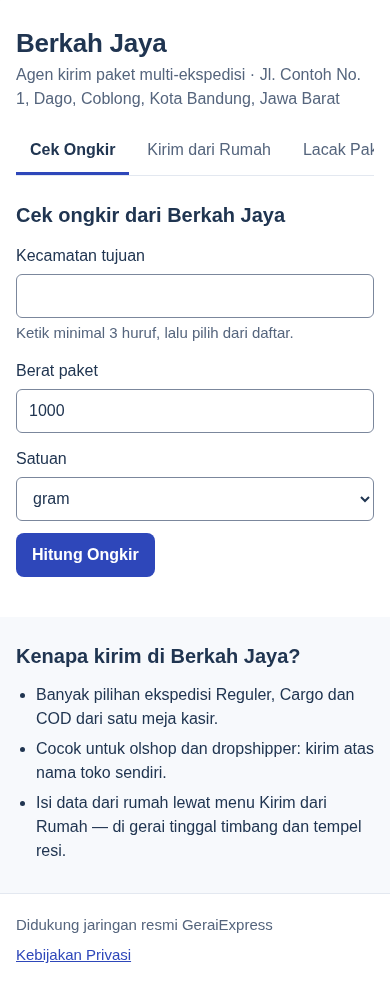 Berkah Jaya
Agen kirim paket multi-ekspedisi · Jl. Contoh No.
1, Dago, Coblong, Kota Bandung, Jawa Barat
Cek Ongkir Kirim dari Rumah Lacak Pak
Cek ongkir dari Berkah Jaya
Kecamatan tujuan
Ketik minimal 3 huruf, lalu pilih dari daftar.
Berat paket
1000
Satuan
gram
Hitung Ongkir
Kenapa kirim di Berkah Jaya?
• Banyak pilihan ekspedisi Reguler, Cargo dan
COD dari satu meja kasir.
• Cocok untuk olshop dan dropshipper: kirim atas
nama toko sendiri.
• Isi data dari rumah lewat menu Kirim dari
Rumah — di gerai tinggal timbang dan tempel
resi.
Didukung jaringan resmi GeraiExpress
Kebijakan Privasi